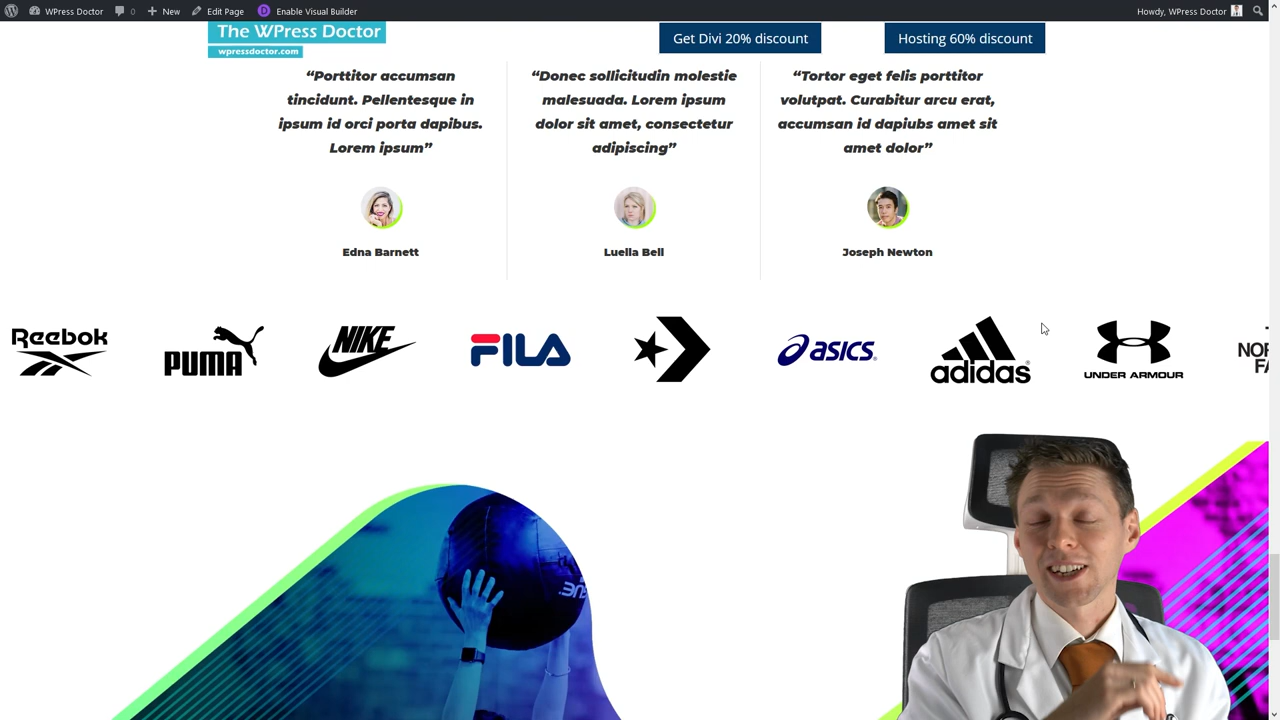 WPress Doctor
0
New
Edit Page
Enable Visual Builder
Howdy, WPress Doctor
The WPress Doctor
wpressdoctor.com
Get Divi 20% discount
Hosting 60% discount
“Porttitor accumsan
tincidunt. Pellentesque in
ipsum id orci porta dapibus.
Lorem ipsum”
“Donec sollicitudin molestie
malesuada. Lorem ipsum
dolor sit amet, consectetur
adipiscing”
“Tortor eget felis porttitor
volutpat. Curabitur arcu erat,
accumsan id dapiubs amet sit
amet dolor”
Edna Barnett
Luella Bell
Joseph Newton
Reebok
PUMA
NIKE
FILA
asics
adidas
UNDER ARMOUR